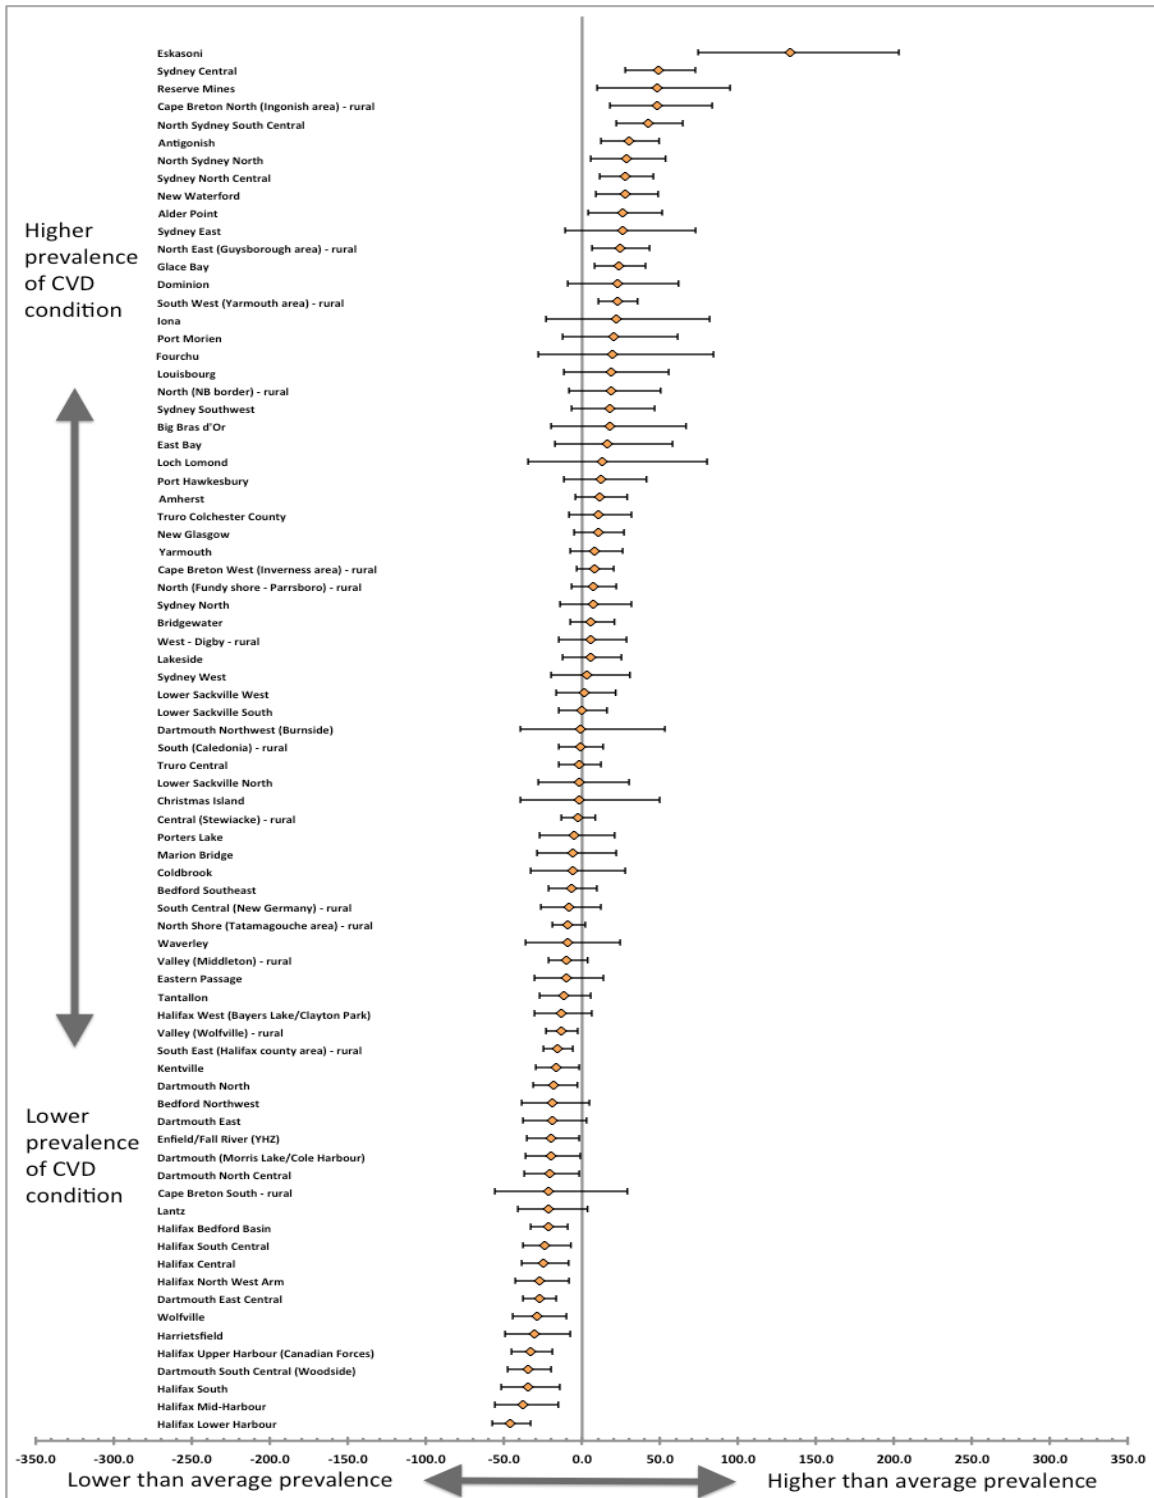 Eskasoni
Sydney Central
Reserve Mines
Cape Breton North (Ingonish area) - rural
North Sydney South Central
Antigonish
North Sydney North
Sydney North Central
New Waterford
Alder Point
Sydney East
North East (Guysborough area) - rural
Glace Bay
Dominion
South West (Yarmouth area) - rural
Iona
Port Morien
Fourchu
Louisbourg
North (NB border) - rural
Sydney Southwest
Big Bras d'Or
East Bay
Loch Lomond
Port Hawkesbury
Amherst
Truro Colchester County
New Glasgow
Yarmouth
Cape Breton West (Inverness area) - rural
North (Fundy shore - Parrsboro) - rural
Sydney North
Bridgewater
West - Digby - rural
Lakeside
Sydney West
Lower Sackville West
Lower Sackville South
Dartmouth Northwest (Burnside)
South (Caledonia) - rural
Truro Central
Lower Sackville North
Christmas Island
Central (Stewiacke) - rural
Porters Lake
Marion Bridge
Coldbrook
Bedford Southeast
South Central (New Germany) - rural
North Shore (Tatamagouche area) - rural
Waverley
Valley (Middleton) - rural
Eastern Passage
Tantallon
Halifax West (Bayers Lake/Clayton Park)
Valley (Wolfville) - rural
South East (Halifax county area) - rural
Kentville
Dartmouth North
Bedford Northwest
Dartmouth East
Enfield/Fall River (YHZ)
Dartmouth (Morris Lake/Cole Harbour)
Dartmouth North Central
Cape Breton South - rural
Lantz
Halifax Bedford Basin
Halifax South Central
Halifax Central
Halifax North West Arm
Dartmouth East Central
Wolfville
Harrietsfield
Halifax Upper Harbour (Canadian Forces)
Dartmouth South Central (Woodside)
Halifax South
Halifax Mid-Harbour
Halifax Lower Harbour
Higher
prevalence
of CVD
condition
Lower
prevalence
of CVD
condition
-350.0 -300.0 -250.0 -200.0 -150.0 -100.0 -50.0 0.0 50.0 100.0 150.0 200.0 250.0 300.0 350.0
Lower than average prevalence Higher than average prevalence